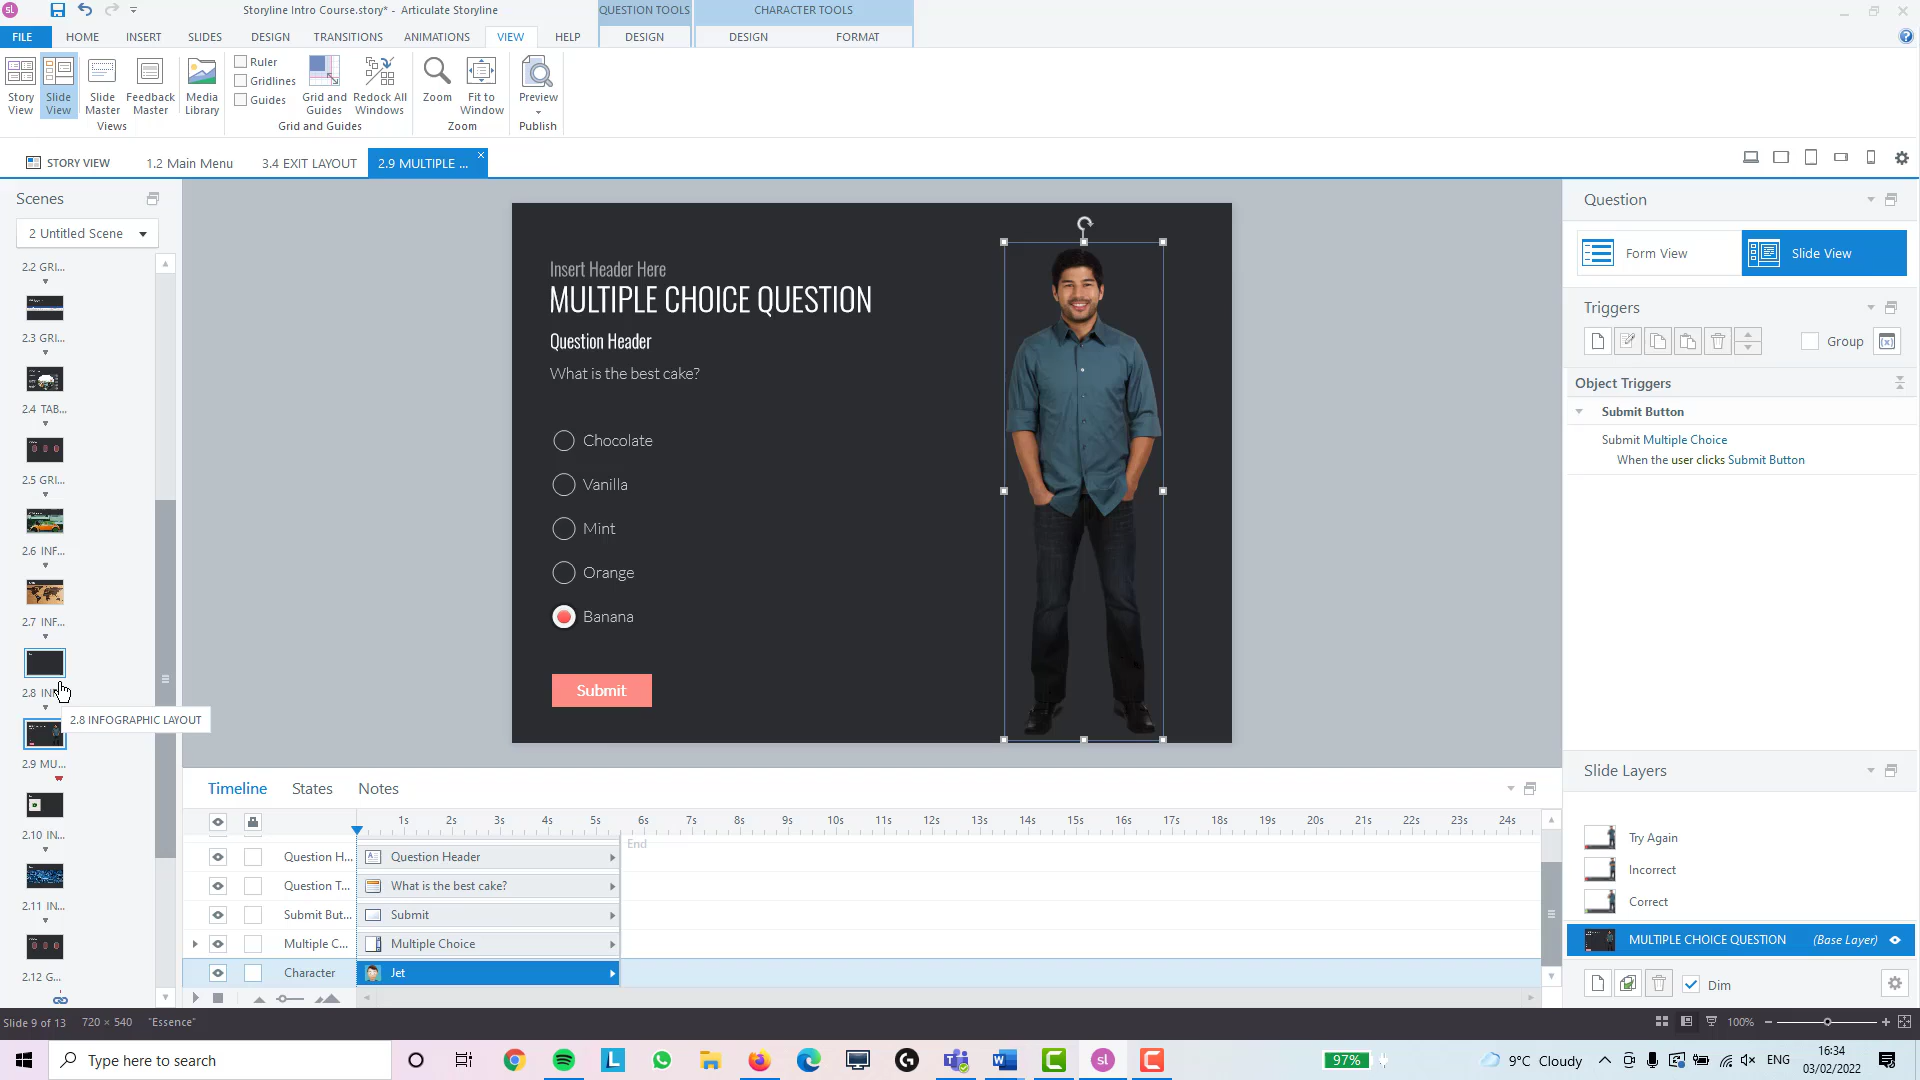 Storyline Intro Course.story* - Articulate Storyline
QUESTION TOOLS
CHARACTER TOOLS
FILE
HOME
INSERT
SLIDES
DESIGN
TRANSITIONS
ANIMATIONS
VIEW
HELP
DESIGN
DESIGN
FORMAT
Story View
Slide View
Slide Master
Feedback Master
Media Library
Views
Ruler
Gridlines
Guides
Grid and Guides
Redock All Windows
Grid and Guides
Zoom
Fit to Window
Zoom
Preview
Publish
STORY VIEW
1.2 Main Menu
3.4 EXIT LAYOUT
2.9 MULTIPLE ...
Scenes
2 Untitled Scene
2.2 GRI...
2.3 GRI...
2.4 TAB...
2.5 GRI...
2.6 INF...
2.7 INF...
2.8 IN
2.8 INFOGRAPHIC LAYOUT
2.9 MU...
2.10 IN...
2.11 IN...
2.12 G...
Insert Header Here
MULTIPLE CHOICE QUESTION
Question Header
What is the best cake?
Chocolate
Vanilla
Mint
Orange
Banana
Submit
Question
Form View
Slide View
Triggers
Group
Object Triggers
Submit Button
Submit Multiple Choice
When the user clicks Submit Button
Slide Layers
Try Again
Incorrect
Correct
MULTIPLE CHOICE QUESTION (Base Layer)
Dim
Timeline
States
Notes
1s 2s 3s 4s 5s 6s 7s 8s 9s 10s 11s 12s 13s 14s 15s 16s 17s 18s 19s 20s 21s 22s 23s 24s
End
Question H... Question Header
Question T... What is the best cake?
Submit But... Submit
Multiple C... Multiple Choice
Character Jet
Slide 9 of 13
720 × 540
"Essence"
100%
Type here to search
97%
9°C Cloudy
ENG
16:34
03/02/2022